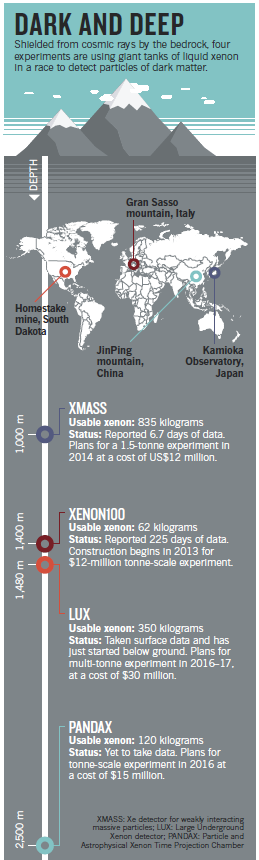 DARK AND DEEP
Shielded from cosmic rays by the bedrock, four
experiments are using giant tanks of liquid xenon
in a race to detect particles of dark matter.
DEPTH
Gran Sasso
mountain, Italy
Homestake
mine, South
Dakota
JinPing
mountain,
China
Kamioka
Observatory,
Japan
1,000 m
XMASS
Usable xenon: 835 kilograms
Status: Reported 6.7 days of data.
Plans for a 1.5-tonne experiment in
2014 at a cost of US$12 million.
1,400 m
XENON100
Usable xenon: 62 kilograms
Status: Reported 225 days of data.
Construction begins in 2013 for
$12-million tonne-scale experiment.
1,480 m
LUX
Usable xenon: 350 kilograms
Status: Taken surface data and has
just started below ground. Plans for
multi-tonne experiment in 2016–17,
at a cost of $30 million.
PANDAX
Usable xenon: 120 kilograms
Status: Yet to take data. Plans for
tonne-scale experiment in 2016 at
a cost of $15 million.
2,500 m
XMASS: Xe detector for weakly interacting
massive particles; LUX: Large Underground
Xenon detector; PANDAX: Particle and
Astrophysical Xenon Time Projection Chamber